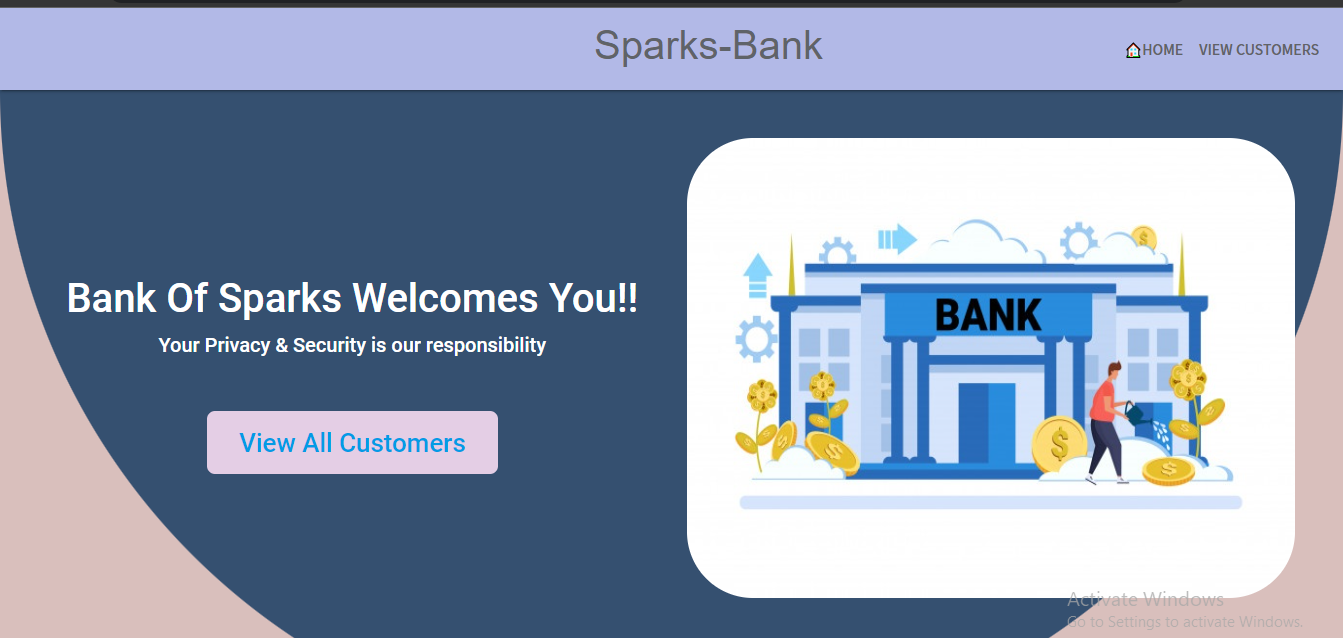 Sparks-Bank
HOME VIEW CUSTOMERS
Bank Of Sparks Welcomes You!!
Your Privacy & Security is our responsibility
View All Customers
BANK
Activate Windows
Go to Settings to activate Windows.